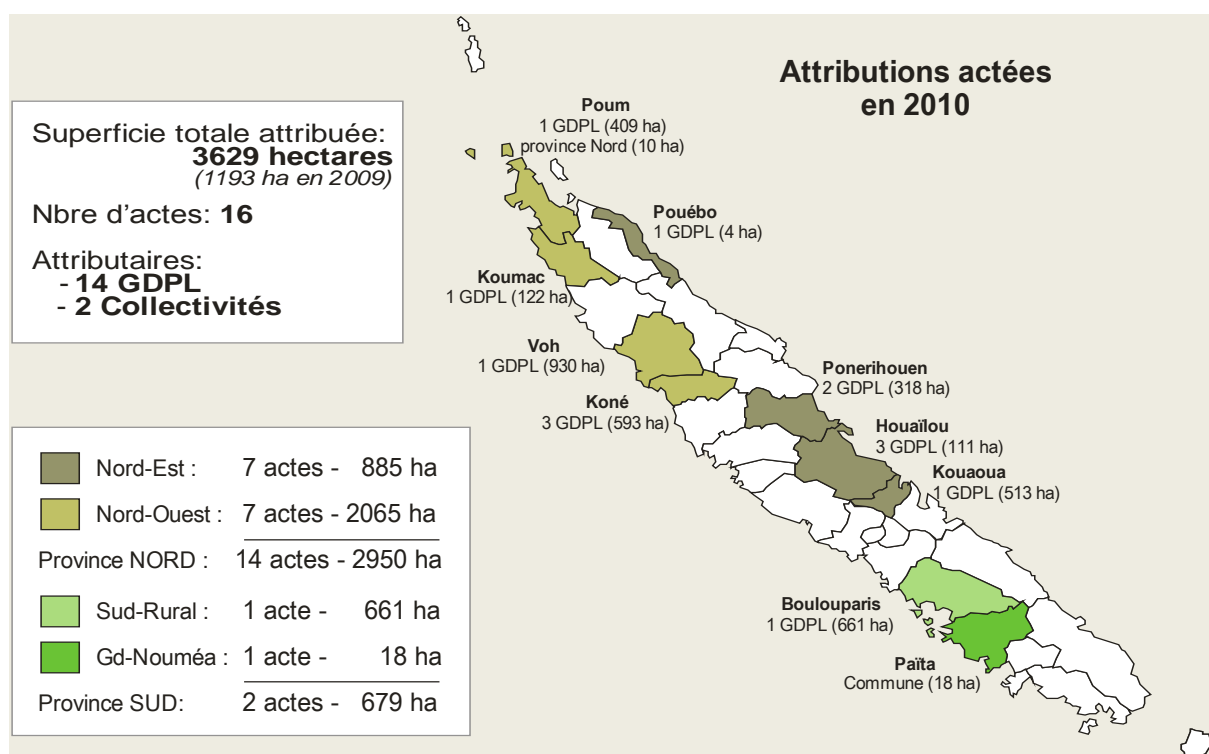 Attributions actées
en 2010
Superficie totale attribuée:
3629 hectares
(1193 ha en 2009)
Nbre d'actes: 16
Attributaires:
- 14 GDPL
- 2 Collectivités
Poum
1 GDPL (409 ha)
province Nord (10 ha)
Pouébo
1 GDPL (4 ha)
Koumac
1 GDPL (122 ha)
Voh
1 GDPL (930 ha)
Koné
3 GDPL (593 ha)
Ponerihouen
2 GDPL (318 ha)
Houaïlou
3 GDPL (111 ha)
Kouaoua
1 GDPL (513 ha)
Boulouparis
1 GDPL (661 ha)
Païta
Commune (18 ha)
Nord-Est : 7 actes - 885 ha
Nord-Ouest : 7 actes - 2065 ha
Province NORD : 14 actes - 2950 ha
Sud-Rural : 1 acte - 661 ha
Gd-Nouméa : 1 acte - 18 ha
Province SUD: 2 actes - 679 ha